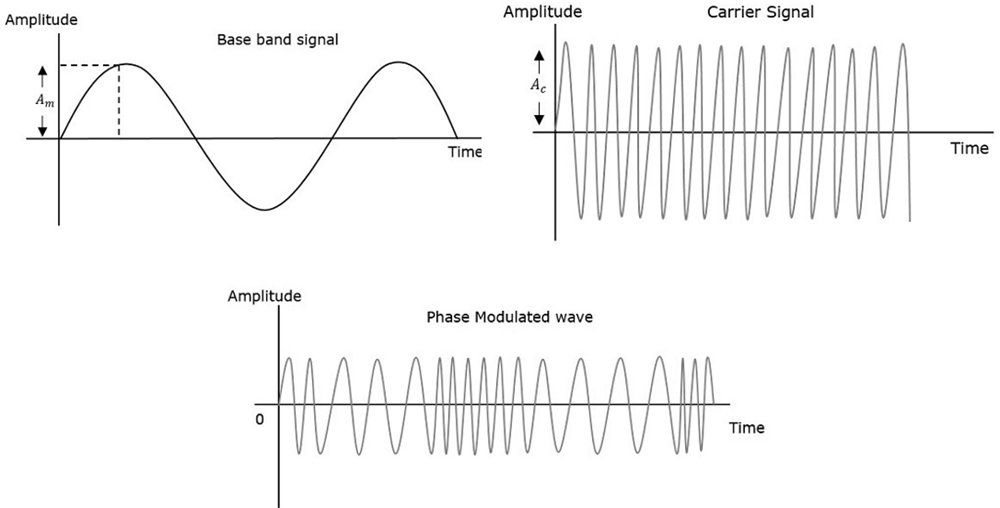 Amplitude
Base band signal
A_m
Time
Amplitude
Carrier Signal
A_c
Time
Amplitude
Phase Modulated wave
0
Time